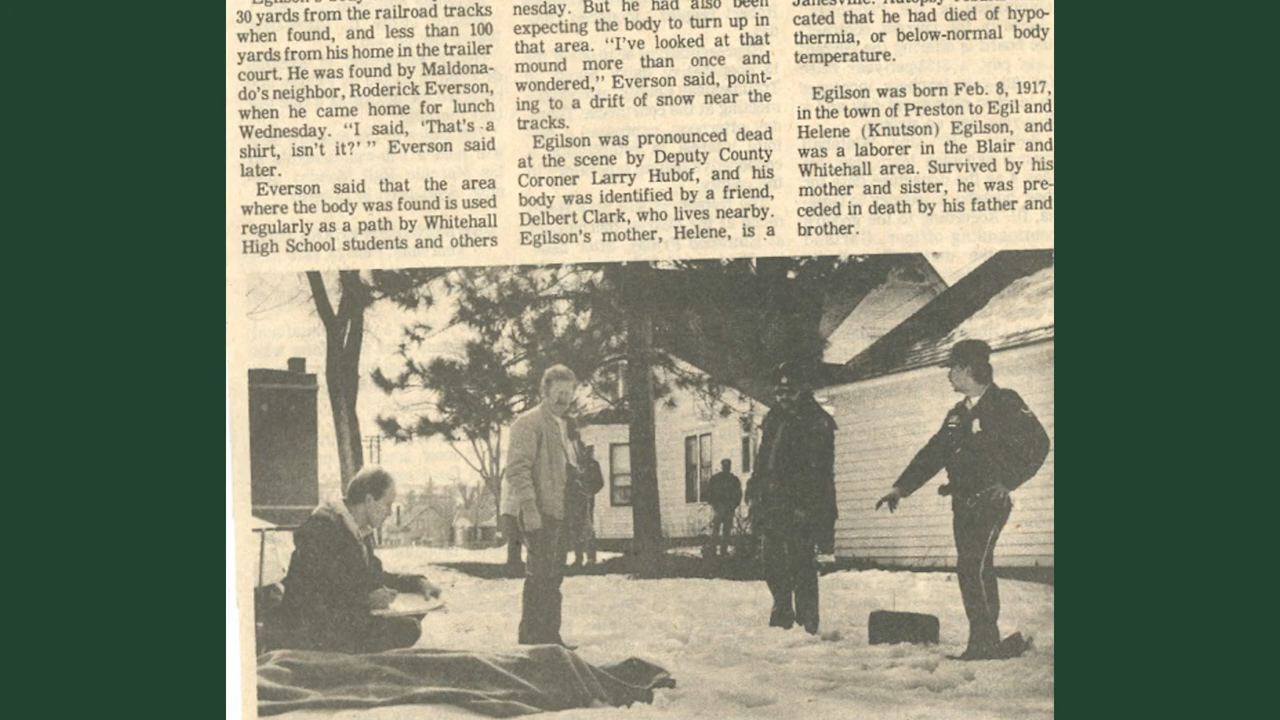 30 yards from the railroad tracks
when found, and less than 100
yards from his home in the trailer
court. He was found by Maldona-
do's neighbor, Roderick Everson,
when he came home for lunch
Wednesday. "I said, 'That's a
shirt, isn't it?' " Everson said
later.
Everson said that the area
where the body was found is used
regularly as a path by Whitehall
High School students and others
nesday. But he had also been
expecting the body to turn up in
that area. "I've looked at that
mound more than once and
wondered," Everson said, point-
ing to a drift of snow near the
tracks.
Egilson was pronounced dead
at the scene by Deputy County
Coroner Larry Hubof, and his
body was identified by a friend,
Delbert Clark, who lives nearby.
Egilson's mother, Helene, is a
Janesville. Autopsy
cated that he had died of hypo-
thermia, or below-normal body
temperature.
Egilson was born Feb. 8, 1917,
in the town of Preston to Egil and
Helene (Knutson) Egilson, and
was a laborer in the Blair and
Whitehall area. Survived by his
mother and sister, he was pre-
ceded in death by his father and
brother.